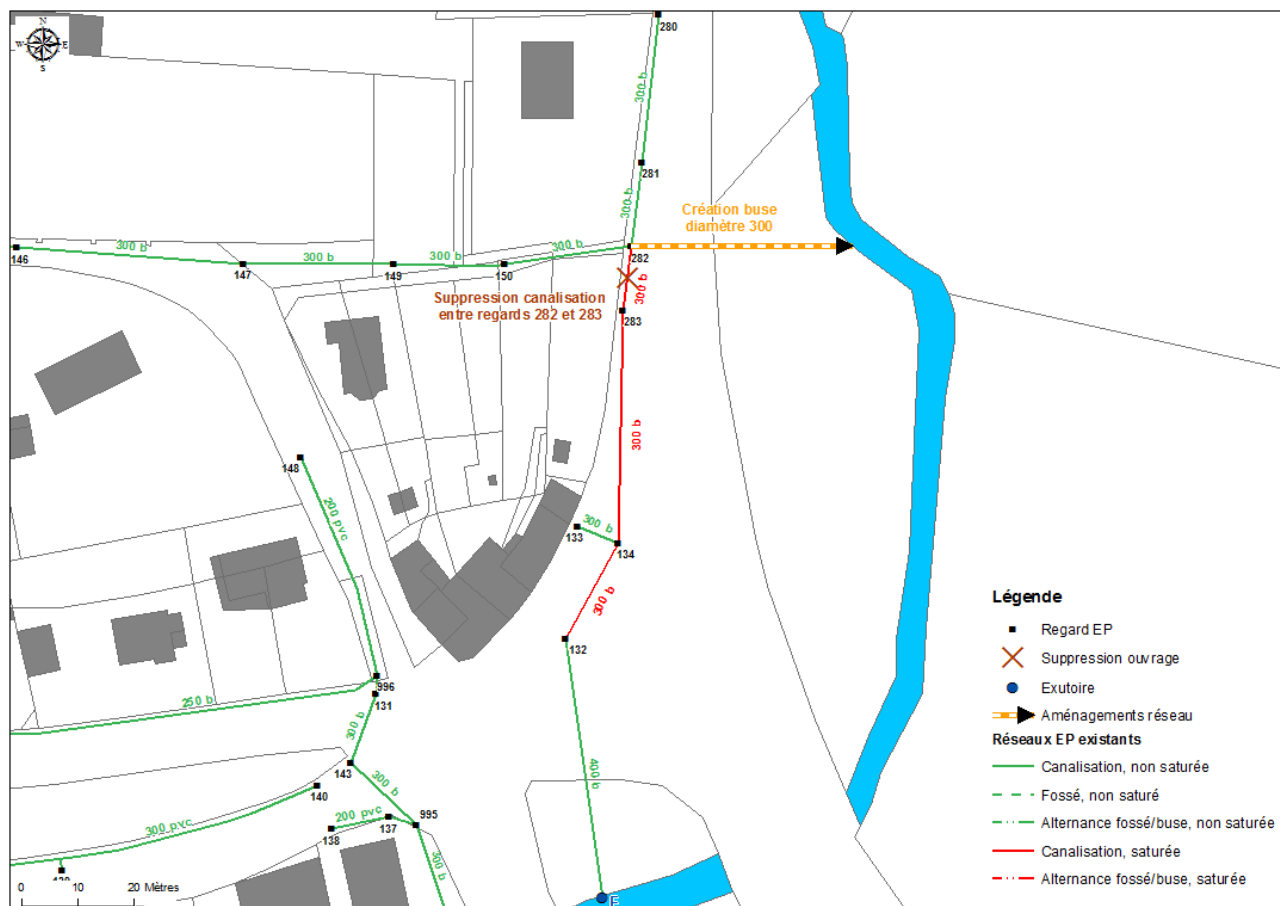 N
W E
S
280
300 b
281
300 b
Création buse
diamètre 300
146
300 b
147
300 b
149
300 b
150
300 b
282
300 b
Suppression canalisation
entre regards 282 et 283
283
300 b
148
200 pvc
133
300 b
134
300 b
132
996
131
250 b
300 b
143
300 b
140
300 pvc
200 pvc
138
137
995
300 b
400 b
0 10 20 Mètres
Légende
Regard EP
Suppression ouvrage
Exutoire
Aménagements réseau
Réseaux EP existants
Canalisation, non saturée
Fossé, non saturé
Alternance fossé/buse, non saturée
Canalisation, saturée
Alternance fossé/buse, saturée